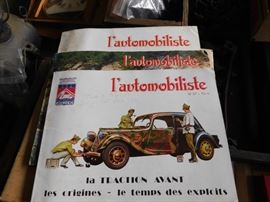 l'automobiliste
l'automobiliste
l'automobiliste
la TRACTION AVANT
les origines - le temps des exploits